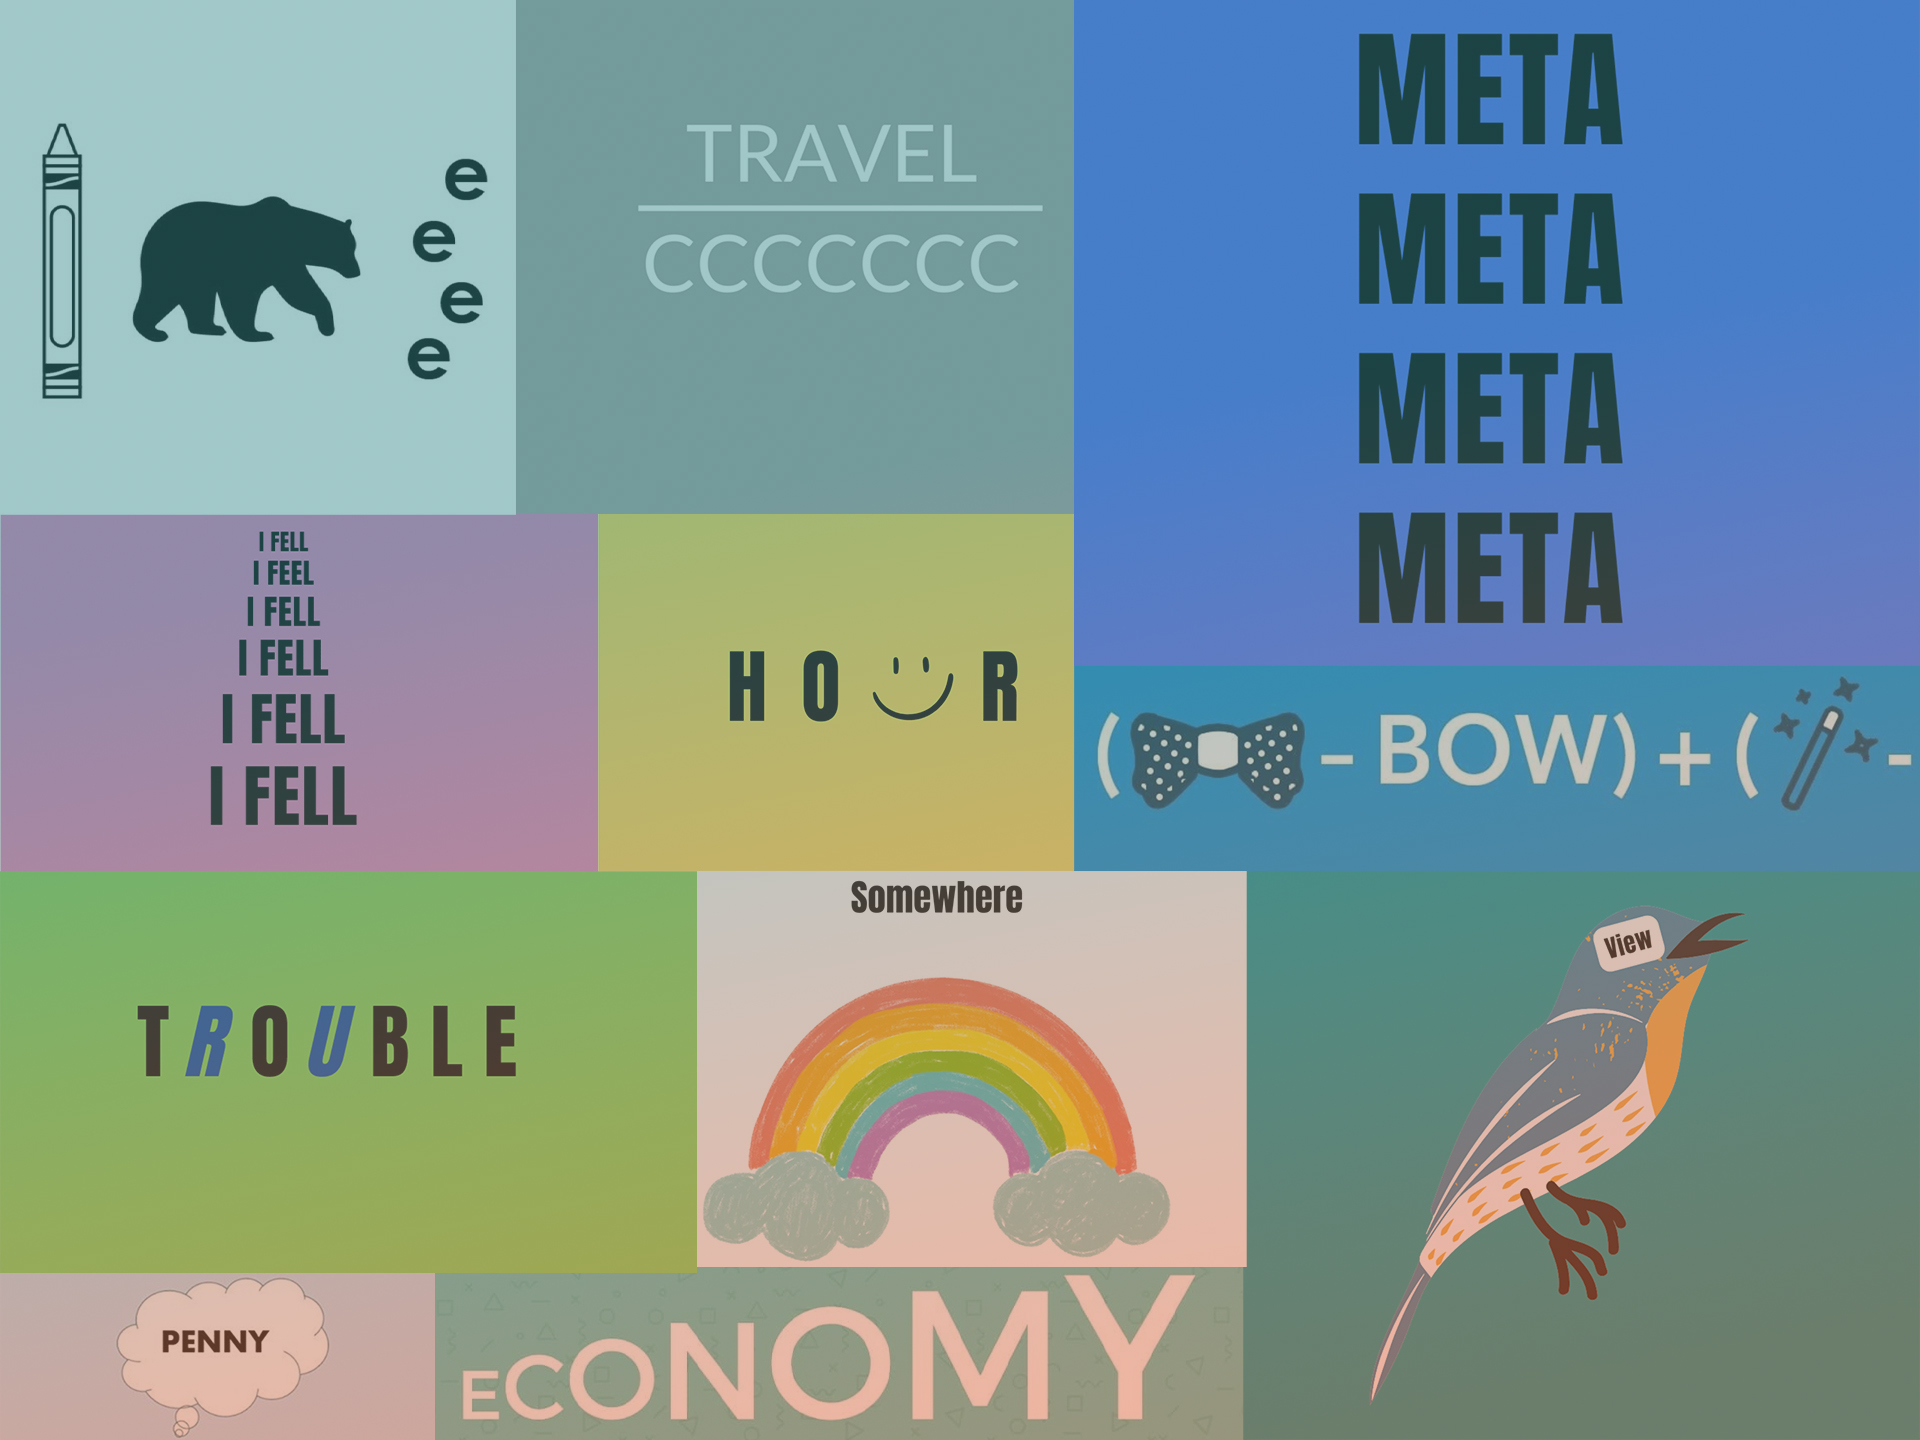 e
e
e
e
TRAVEL
CCCCCCC
META
META
META
META
I FELL
I FEEL
I FELL
I FELL
I FELL
I FELL
H O R
( - BOW) + ( -
TROUBLE
Somewhere
View
PENNY
ECONOMY